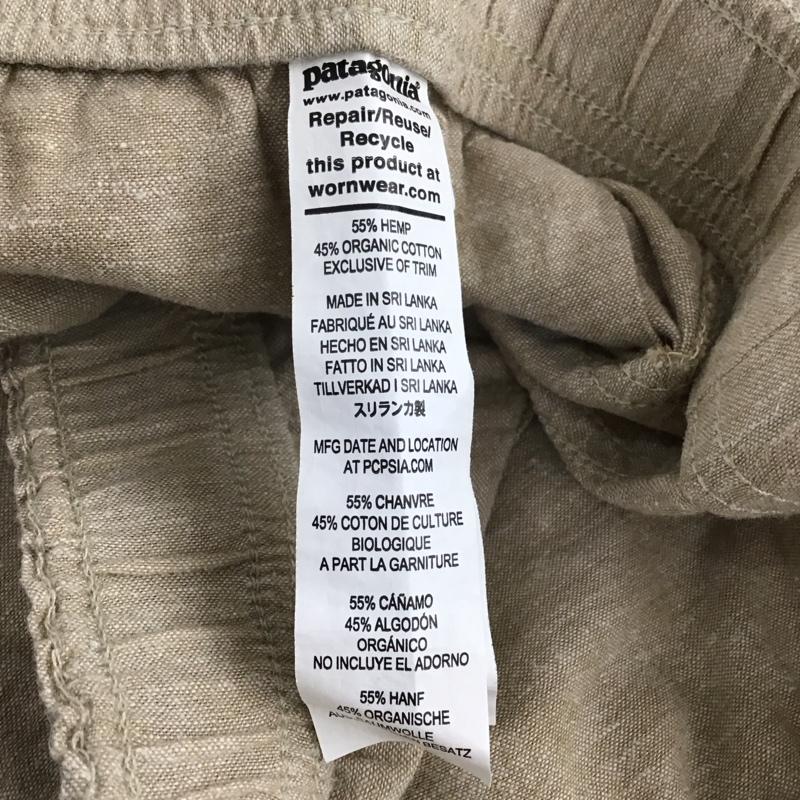 patagonia
www.patagonia.com
Repair/Reuse/
Recycle
this product at
wornwear.com
55% HEMP
45% ORGANIC COTTON
EXCLUSIVE OF TRIM
MADE IN SRI LANKA
FABRIQUÉ AU SRI LANKA
HECHO EN SRI LANKA
FATTO IN SRI LANKA
TILLVERKAD I SRI LANKA
スリランカ製
MFG DATE AND LOCATION
AT PCPSIA.COM
55% CHANVRE
45% COTON DE CULTURE
BIOLOGIQUE
A PART LA GARNITURE
55% CÁÑAMO
45% ALGODÓN
ORGÁNICO
NO INCLUYE EL ADORNO
55% HANF
45% ORGANISCHE
BAUMWOLLE
BESATZ